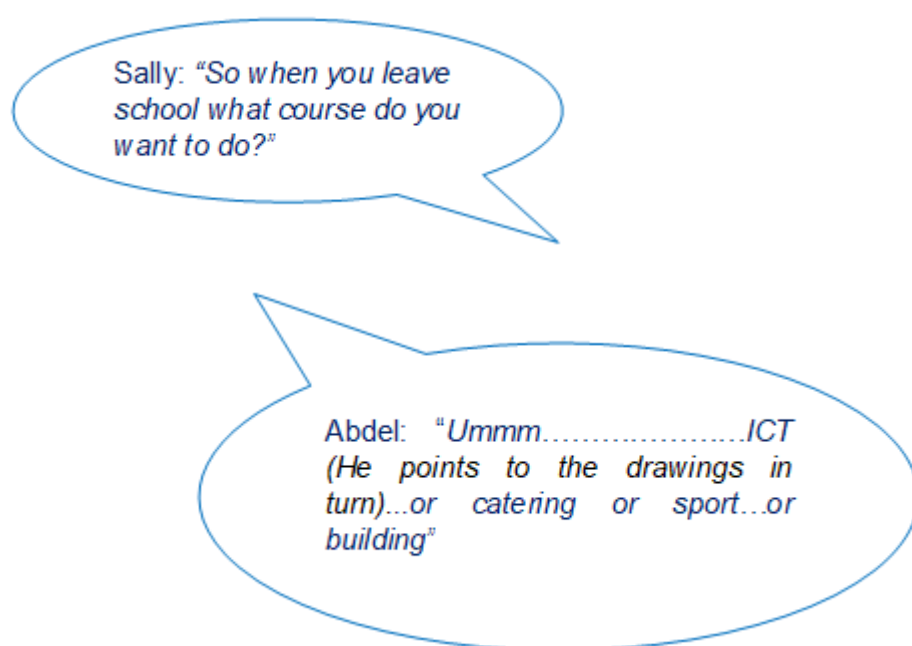 Sally: “So when you leave
school what course do you
want to do?”
Abdel: “Ummm.....................ICT
(He points to the drawings in
turn)...or catering or sport…or
building”